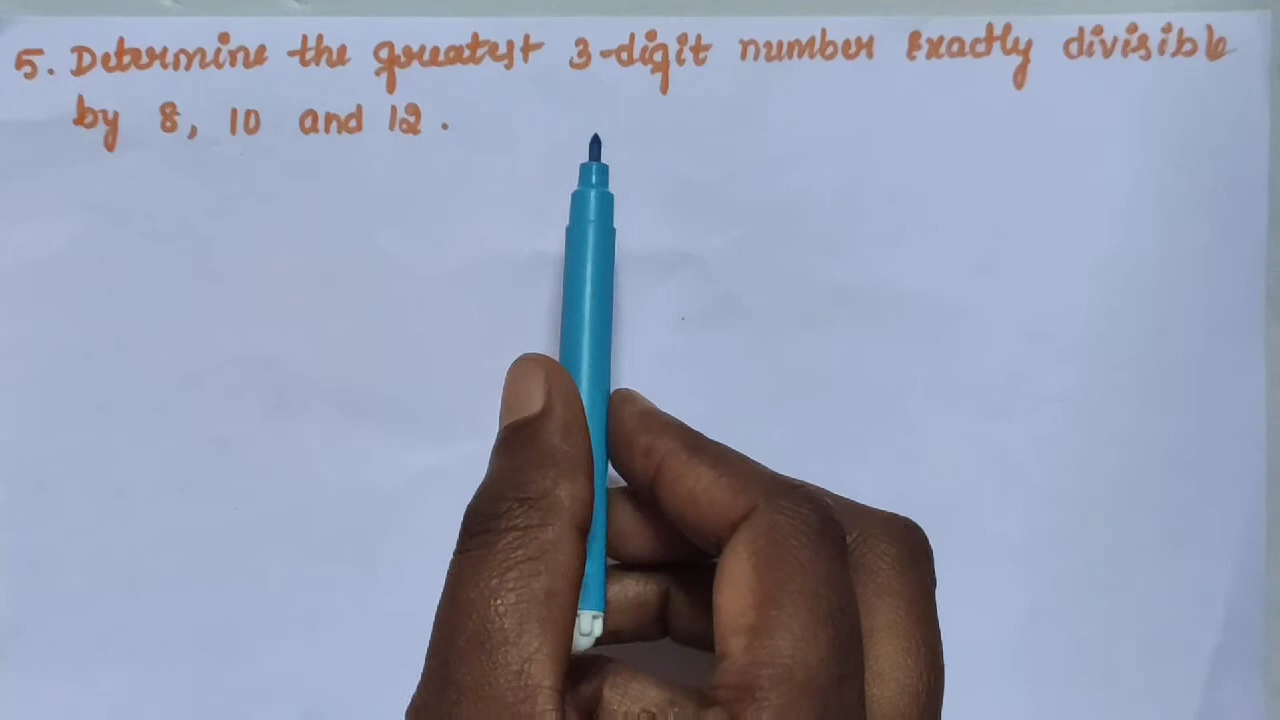 5. Determine the greatest 3-digit number Exactly divisible
by 8, 10 and 12.